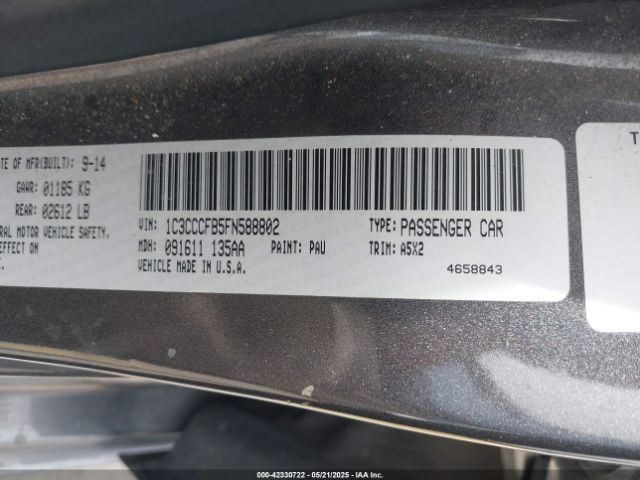 TE OF MFR(BUILT): 9-14
GAWR: 01185 KG
REAR: 02612 LB
RAL MOTOR VEHICLE SAFETY,
EFFECT ON
VIN: 1C3CCCFB5FN588802 TYPE: PASSENGER CAR
MDH: 091611 135AA PAINT: PAU TRIM: A5X2
VEHICLE MADE IN U.S.A. 4658843
T
000-42330722 - 05/21/2025 - IAA, Inc.